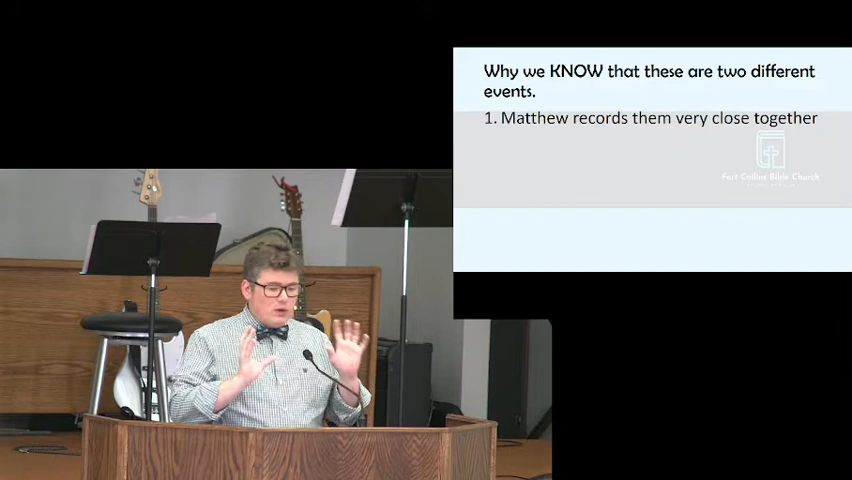 Why we KNOW that these are two different
events.
1. Matthew records them very close together
Fort Collins Bible Church